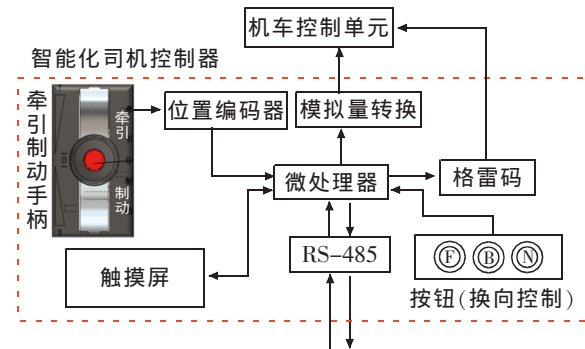 机车控制单元
智能化司机控制器
牵引制动手柄
牵引
0
制动
位置编码器
模拟量转换
微处理器
格雷码
RS-485
触摸屏
F B N
按钮(换向控制)